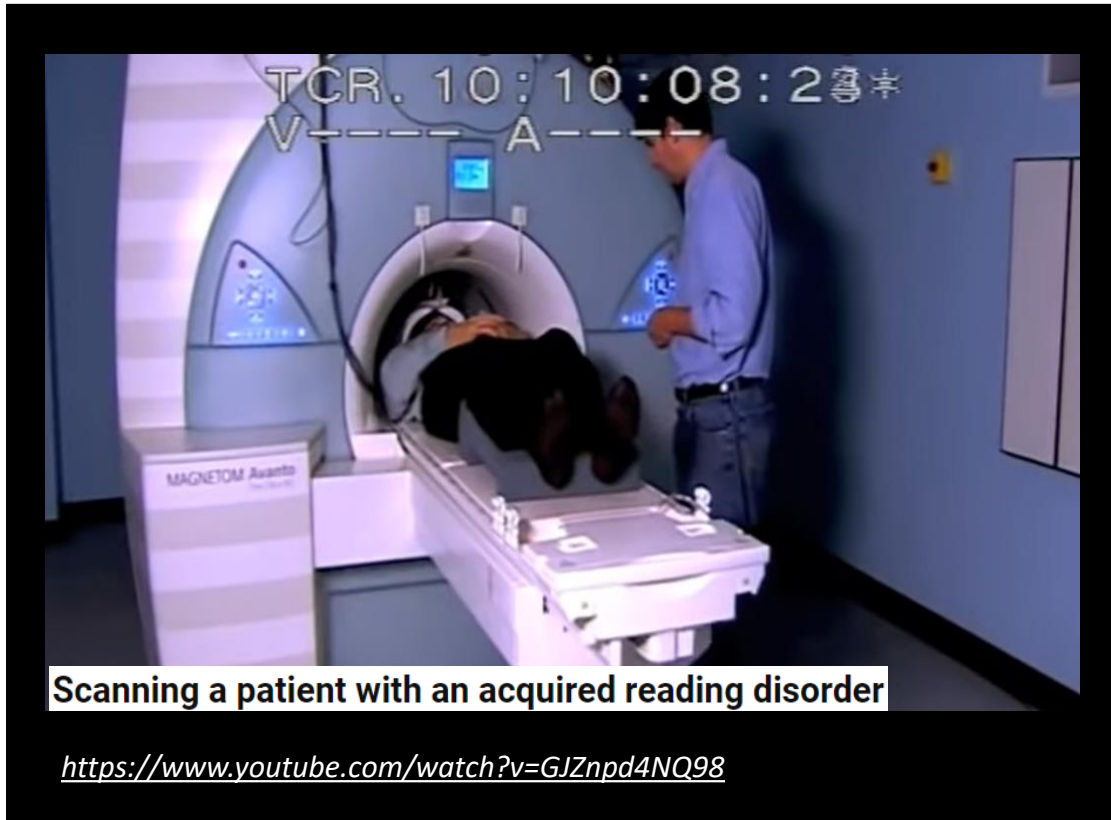 TCR. 10:10:08:2
V---- A----
MAGNETOM Avanto
Scanning a patient with an acquired reading disorder
https://www.youtube.com/watch?v=GJZnpd4NQ98